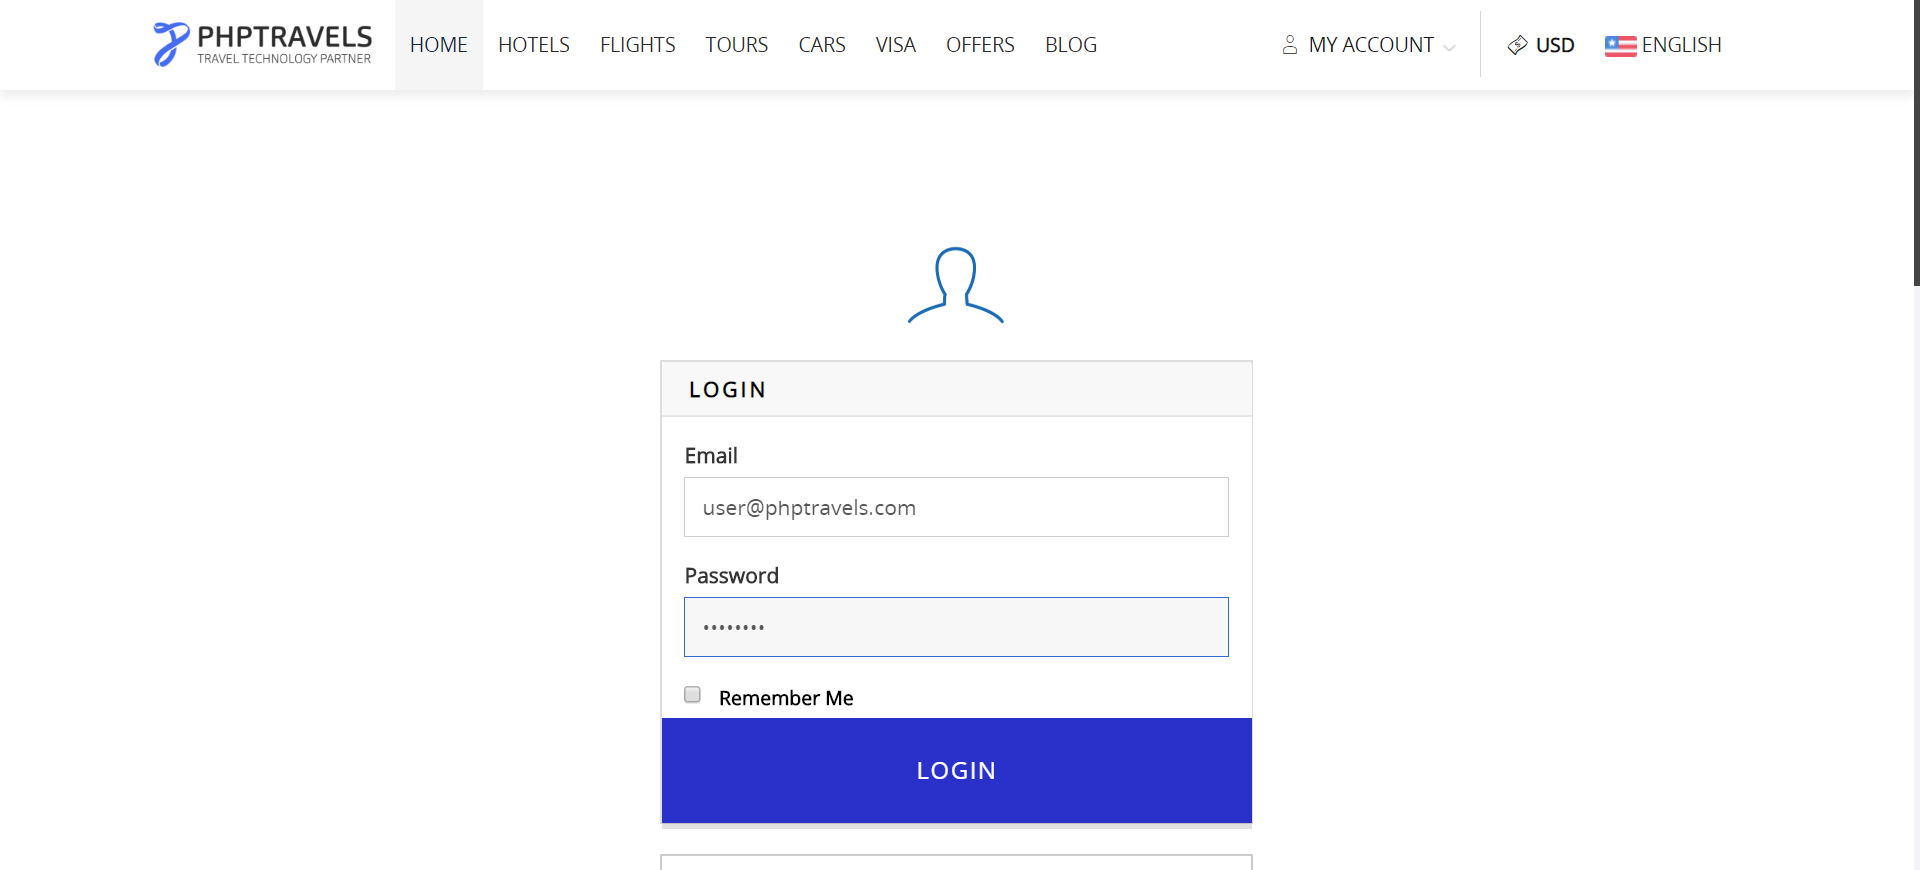 PHPTRAVELS
TRAVEL TECHNOLOGY PARTNER
HOME HOTELS FLIGHTS TOURS CARS VISA OFFERS BLOG MY ACCOUNT USD ENGLISH
LOGIN
Email
user@phptravels.com
Password
••••••••
Remember Me
LOGIN